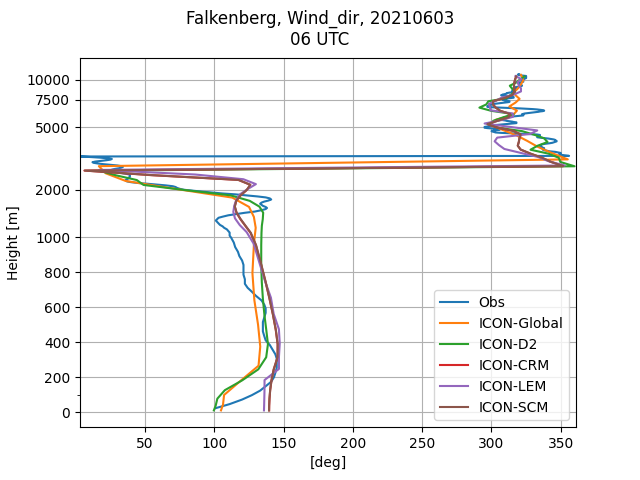 Falkenberg, Wind_dir, 20210603
06 UTC
10000
7500
5000
2000
1000
800
600
400
200
0
Height [m]
50
100
150
200
250
300
350
[deg]
Obs
ICON-Global
ICON-D2
ICON-CRM
ICON-LEM
ICON-SCM